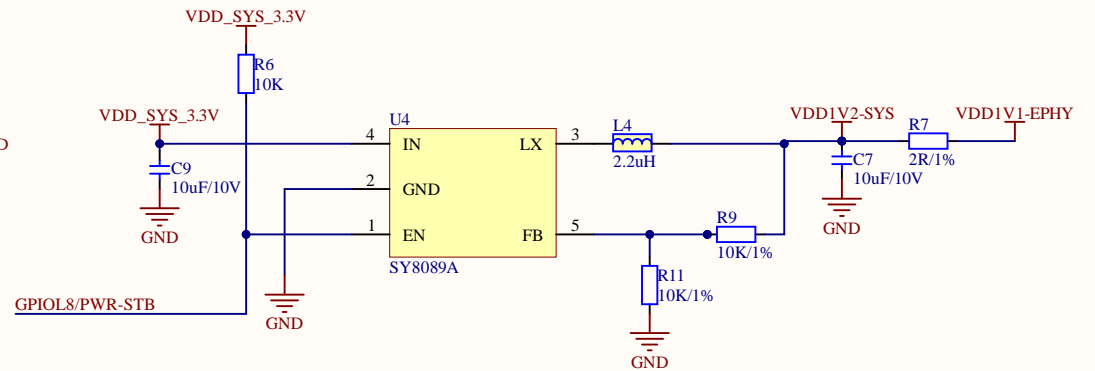 VDD_SYS_3.3V
R6
10K
VDD_SYS_3.3V
C9
10uF/10V
GND
U4
4 IN LX 3
2 GND
1 EN FB 5
SY8089A
GND
GPIOL8/PWR-STB
L4
2.2uH
R9
10K/1%
R11
10K/1%
GND
VDD1V2-SYS
C7
10uF/10V
GND
R7
2R/1%
VDD1V1-EPHY